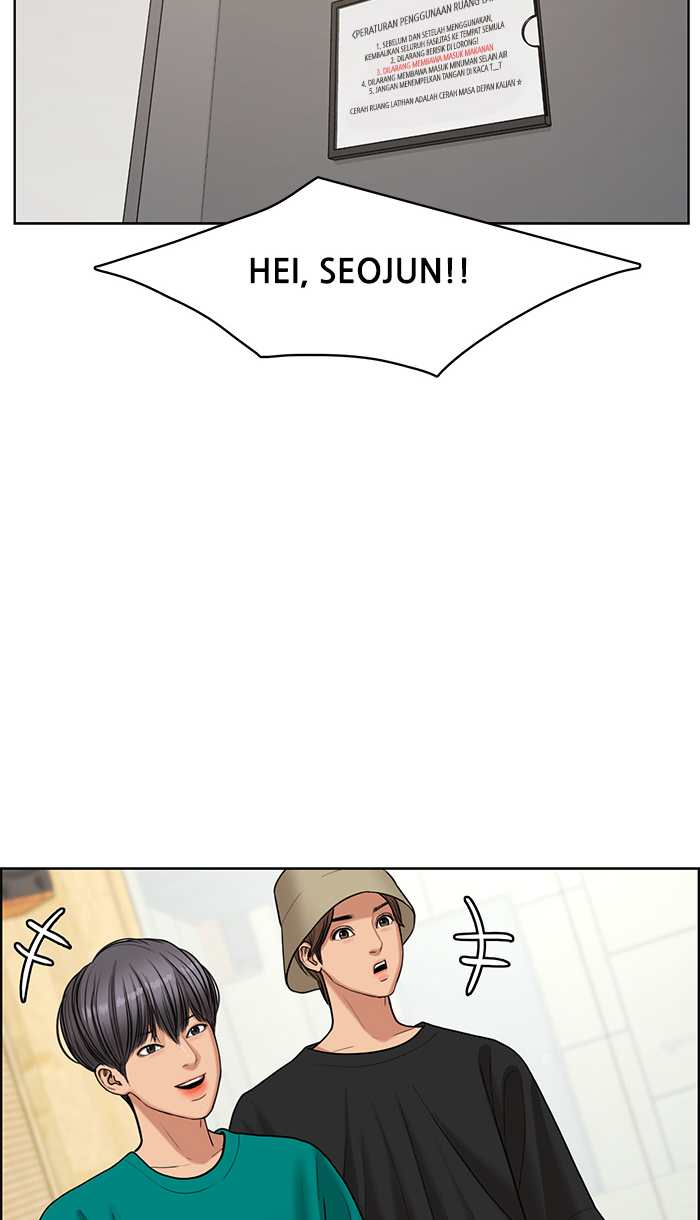 <PERATURAN PENGGUNAAN RUANG
1. SEBELUM DAN SETELAH MENGGUNAKAN,
KEMBALIKAN SELURUH FASILITAS KE TEMPAT SEMULA
2. DILARANG BERISIK DI LORONG!
3. DILARANG MEMBAWA MASUK MAKANAN
4. DILARANG MEMBAWA MASUK MINUMAN SELAIN AIR
5. JANGAN MENEMPELKAN TANGAN DI KACA T_T
CERAH RUANG LATIHAN ADALAH CERAH MASA DEPAN KALIAN ☆
HEI, SEOJUN!!